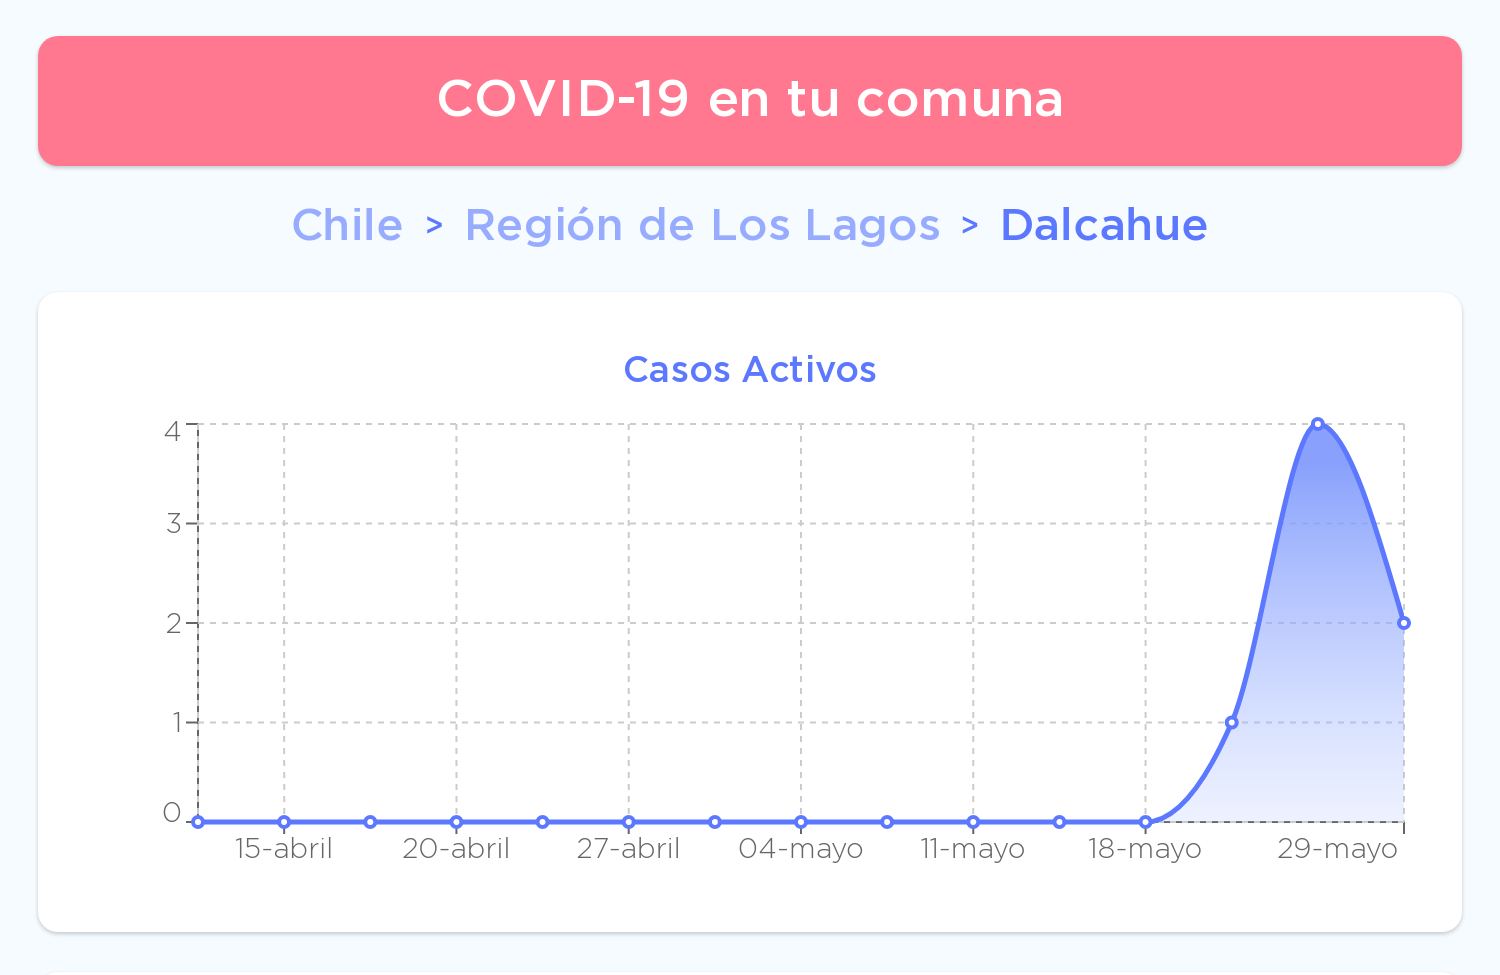 COVID-19 en tu comuna
Chile > Región de Los Lagos > Dalcahue
Casos Activos
4
3
2
1
0
15-abril 20-abril 27-abril 04-mayo 11-mayo 18-mayo 29-mayo